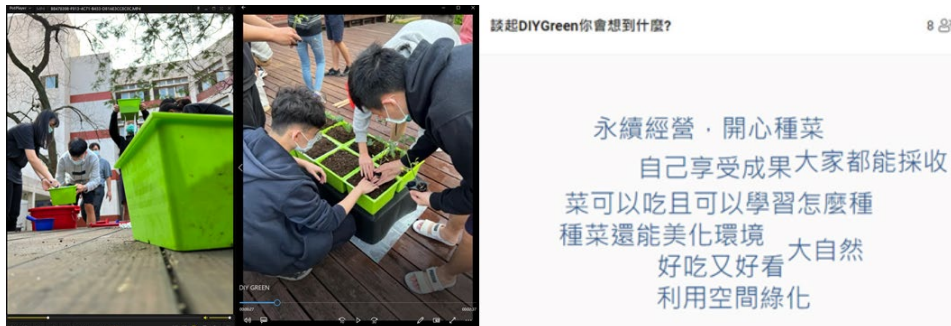 DIY GREEN
談起DIYGreen你會想到什麼?
8
永續經營,開心種菜
自己享受成果 大家都能採收
菜可以吃且可以學習怎麼種
種菜還能美化環境
大自然
好吃又好看
利用空間綠化